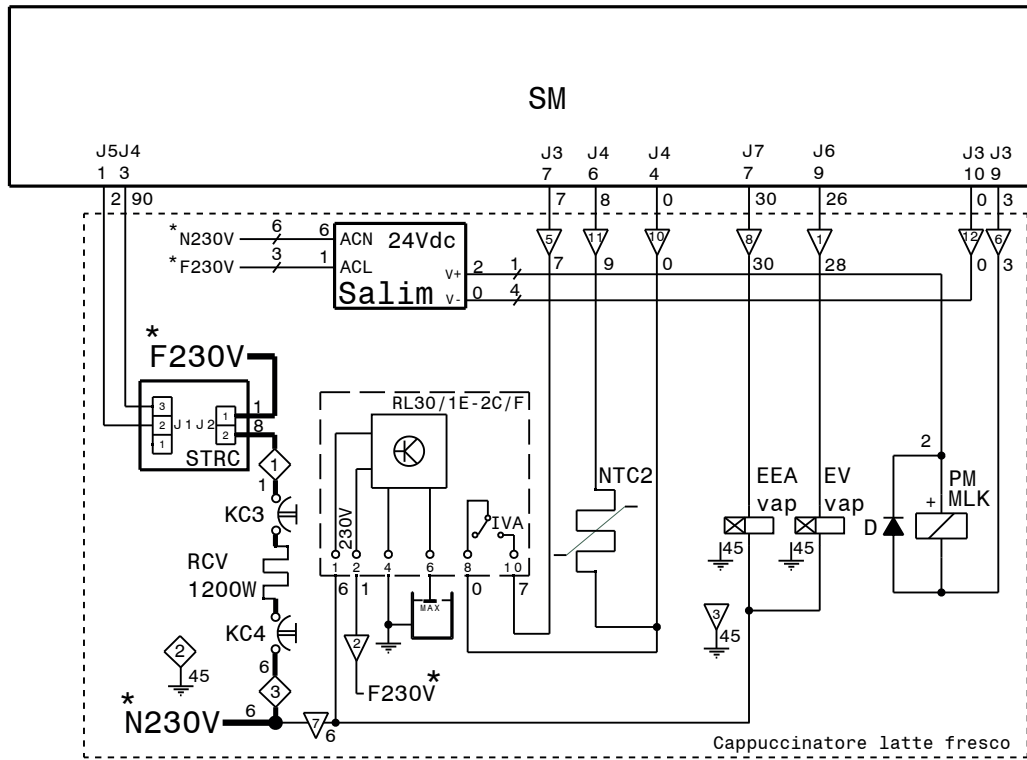 SM
J5 J4 J3 J4 J4 J7 J6 J3 J3
1 3 7 6 4 7 9 10 9
2 90 7 8 0 30 26 0 3
*N230V 6 6 ACN 24Vdc
5 11 10 8 1 12 6
*F230V 3 1 ACL V+ 2 1
7 9 0 30 28 0 3
Salim V- 0 4
*
F230V
RL30/1E-2C/F
3 1 1
2 J1 J2
1 2 8
STRC
1
1
2
NTC2
EEA
vap
EV
vap
PM
MLK
+
D
KC3
230V
IVA
45 45
RCV
1200W
1 2 4 6 8 10
6 1 0 7
MAX
KC4
3
45
2
45
6
3
2
F230V*
*
N230V 6
7
6
Cappuccinatore latte fresco